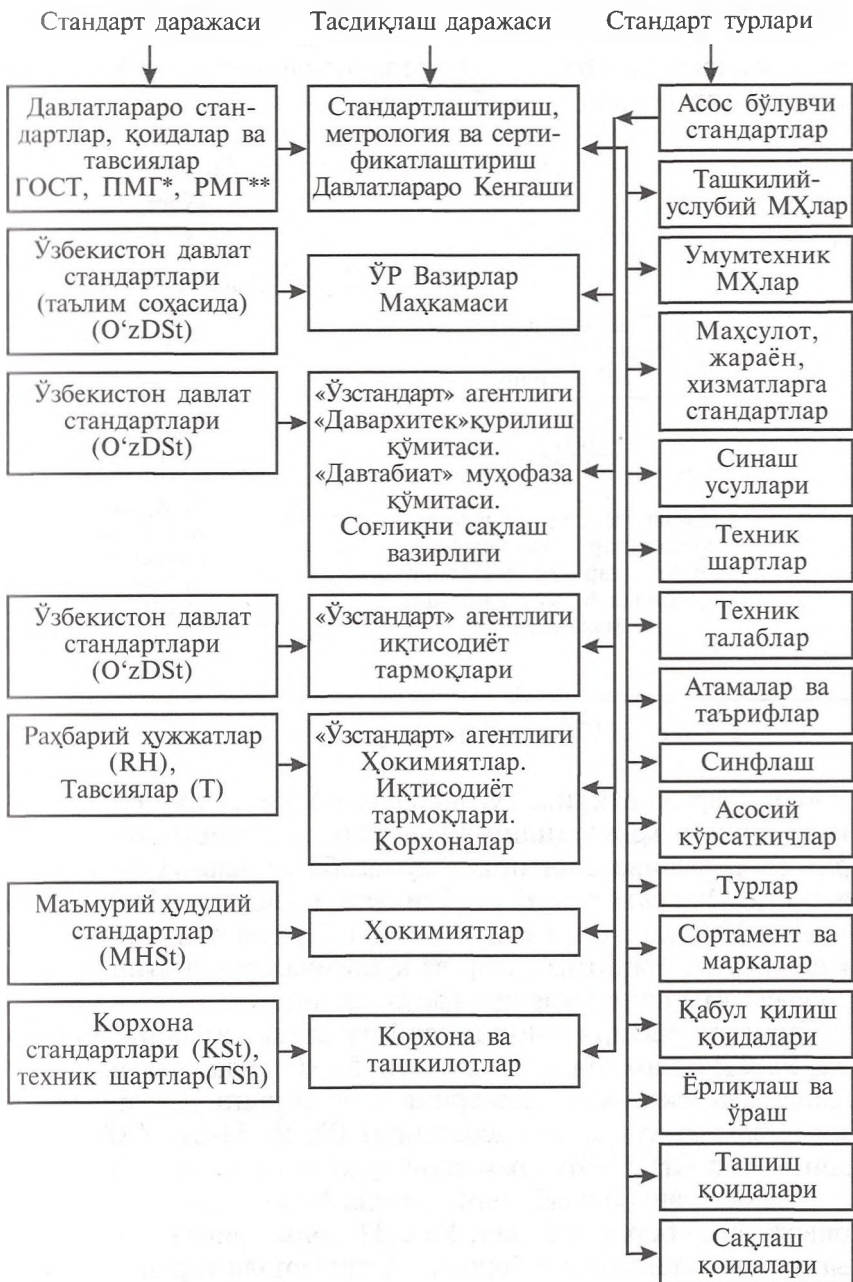 Стандарт даражаси
Тасдиқлаш даражаси
Стандарт турлари
Давлатлараро стан-
дартлар, қоидалар ва
тавсиялар
ГОСТ, ПМГ*, РМГ**
Стандартлаштириш,
метрология ва серти-
фикатлаштириш
Давлатлараро Кенгаши
Ўзбекистон давлат
стандартлари
(таълим соҳасида)
(O‘zDSt)
ЎР Вазирлар
Маҳкамаси
Ўзбекистон давлат
стандартлари
(O‘zDSt)
«Ўзстандарт» агентлиги
«Давархитек»қурилиш
қўмитаси.
«Давтабиат» муҳофаза
қўмитаси.
Соғлиқни сақлаш
вазирлиги
Ўзбекистон давлат
стандартлари
(O‘zDSt)
«Ўзстандарт» агентлиги
иқтисодиёт
тармоқлари
Раҳбарий ҳужжатлар
(RH),
Тавсиялар (T)
«Ўзстандарт» агентлиги
Ҳокимиятлар.
Иқтисодиёт
тармоқлари.
Корхоналар
Маъмурий ҳудудий
стандартлар
(MHSt)
Ҳокимиятлар
Корхона
стандартлари (KSt),
техник шартлар(TSh)
Корхона ва
ташкилотлар
Асос бўлувчи
стандартлар
Ташкилий-
услубий МҲлар
Умумтехник
МҲлар
Маҳсулот,
жараён,
хизматларга
стандартлар
Синаш
усуллари
Техник
шартлар
Техник
талаблар
Атамалар ва
таърифлар
Синфлаш
Асосий
кўрсаткичлар
Турлар
Сортамент ва
маркалар
Қабул қилиш
қоидалари
Ёрлиқлаш ва
ўраш
Ташиш
қоидалари
Сақлаш
қоидалари